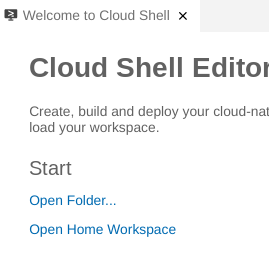 Welcome to Cloud Shell
Cloud Shell Editor
Create, build and deploy your cloud-nat
load your workspace.
Start
Open Folder...
Open Home Workspace